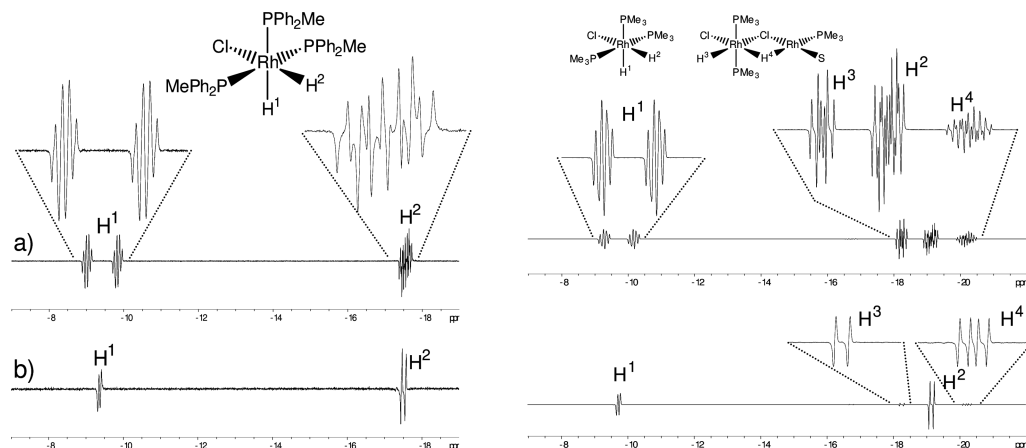 PPh₂Me
Cl
Rh
PPh₂Me
MePh₂P
H²
H¹
H¹
H²
a)
-8 -10 -12 -14 -16 -18 ppm
H¹
H²
b)
-8 -10 -12 -14 -16 -18 ppm
PMe₃
Cl
Rh
PMe₃
Me₃P
H²
H¹
PMe₃
Cl
Cl
PMe₃
Rh
Rh
H³
H⁴
S
PMe₃
H¹
H³
H²
H⁴
-8 -10 -12 -14 -16 -18 -20 ppm
H³
H⁴
H¹
H²
-8 -10 -12 -14 -16 -18 -20 ppm